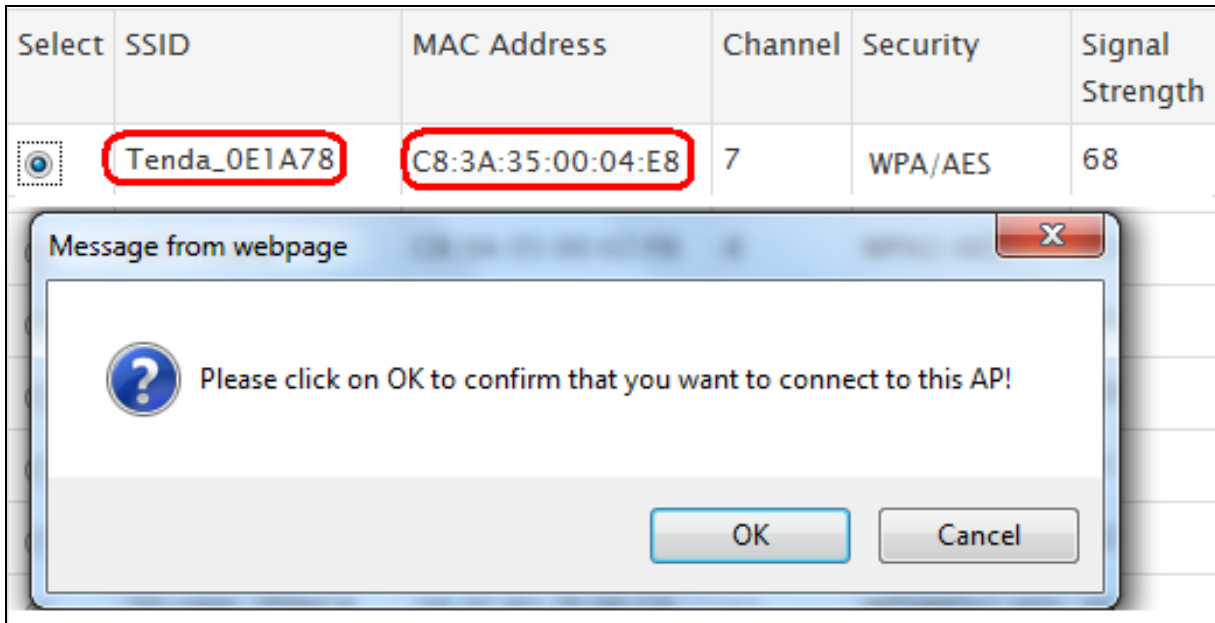 Select SSID MAC Address Channel Security Signal
Strength
Tenda_0E1A78 C8:3A:35:00:04:E8 7 WPA/AES 68
Message from webpage
Please click on OK to confirm that you want to connect to this AP!
OK Cancel